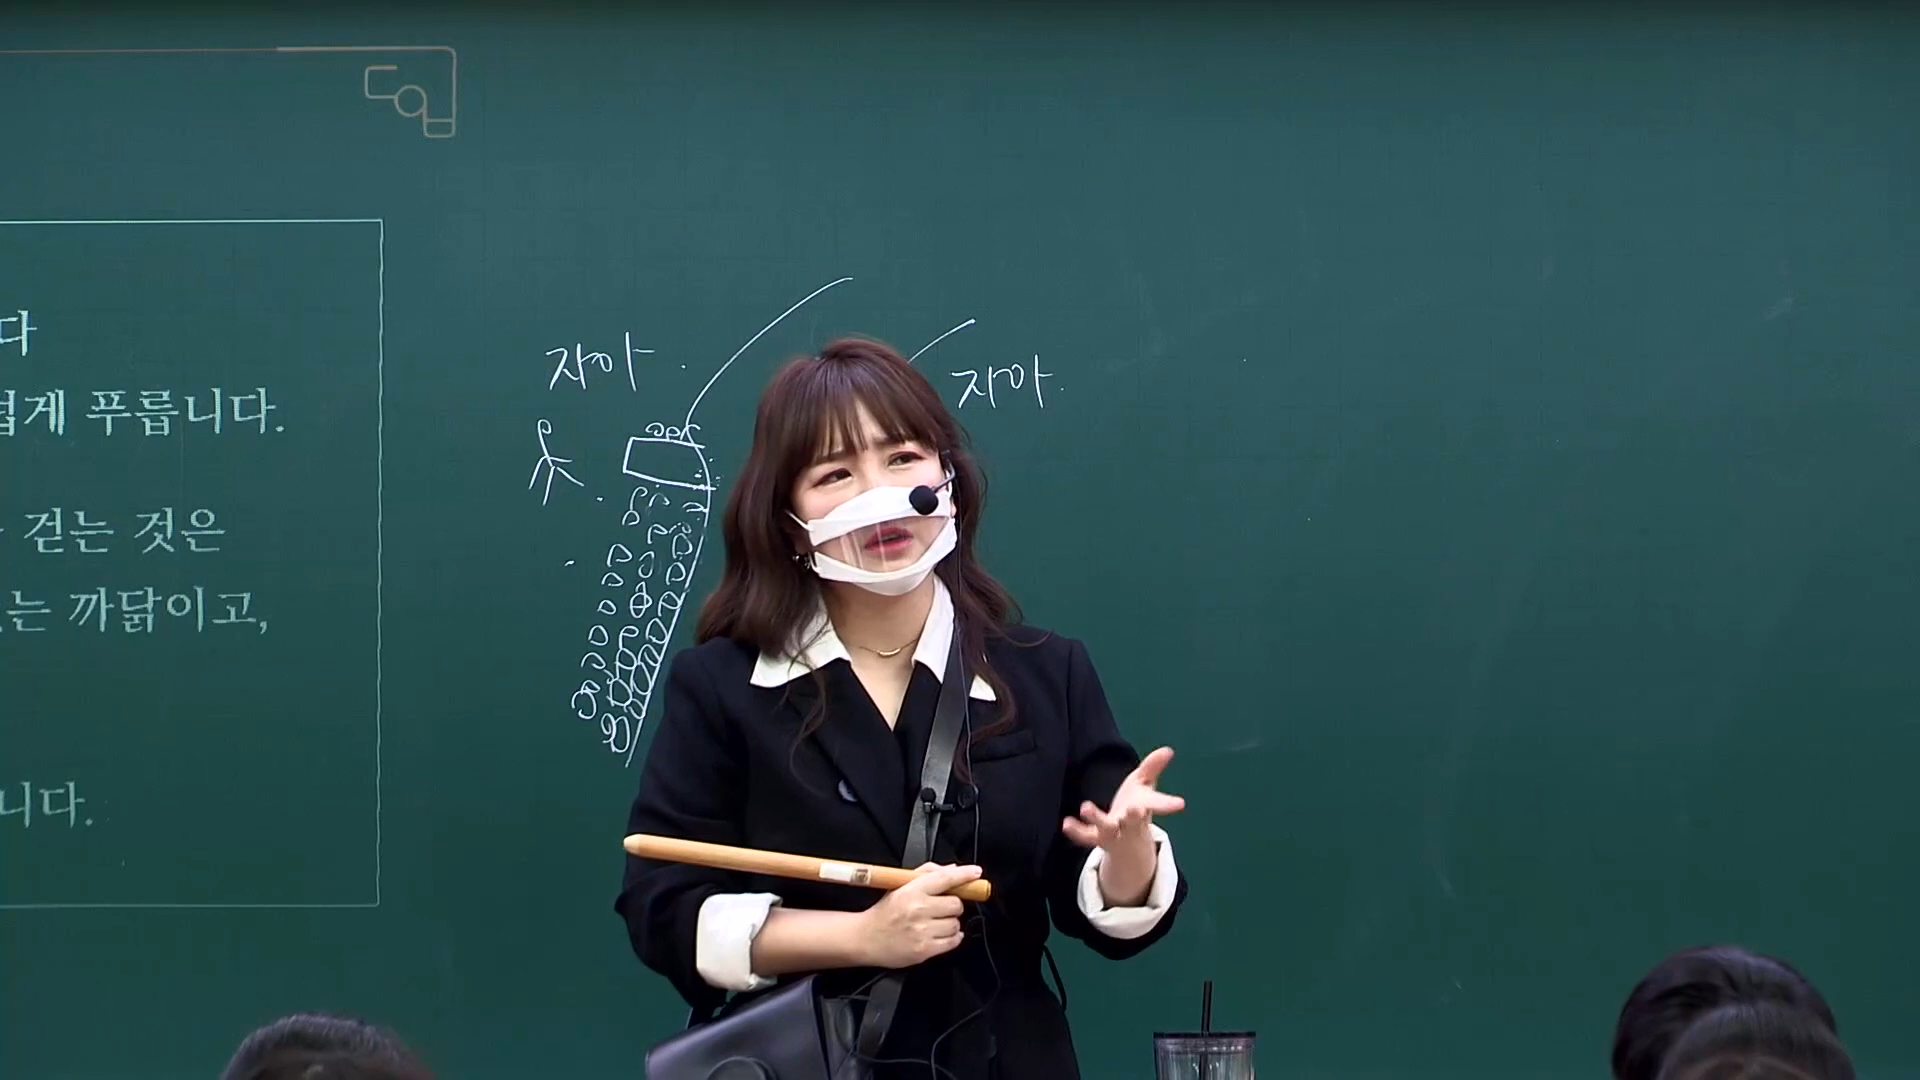 다
럽게 푸릅니다.
걷는 것은
는 까닭이고,
니다.
자아.
자아.